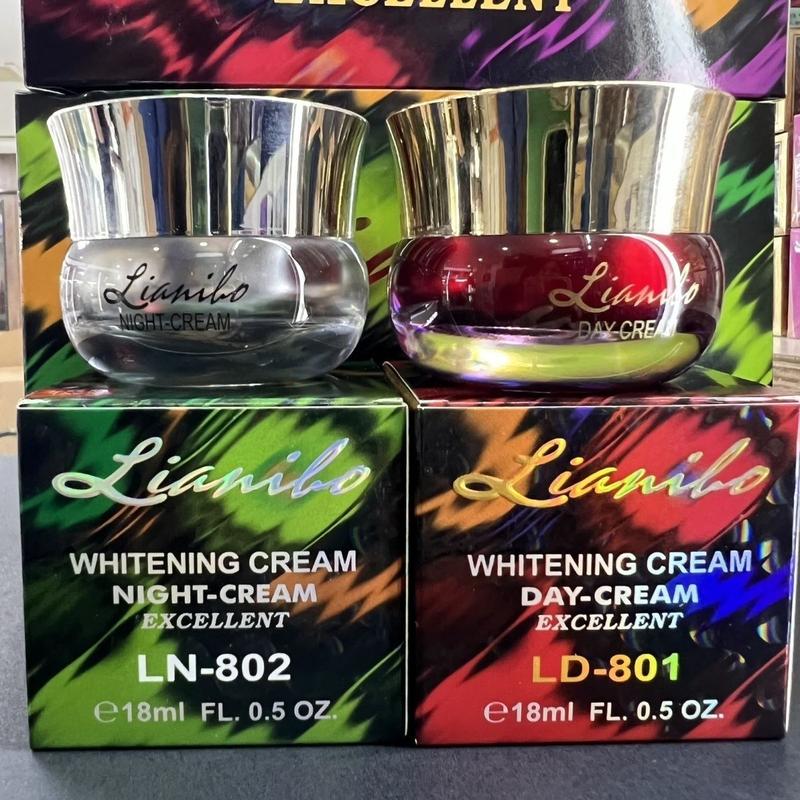 EXCELLENT
Lianibo
NIGHT-CREAM
Lianibo
DAY-CREAM
Lianibo
WHITENING CREAM
NIGHT-CREAM
EXCELLENT
LN-802
℮18ml FL. 0.5 OZ.
Lianibo
WHITENING CREAM
DAY-CREAM
EXCELLENT
LD-801
℮18ml FL. 0.5 OZ.